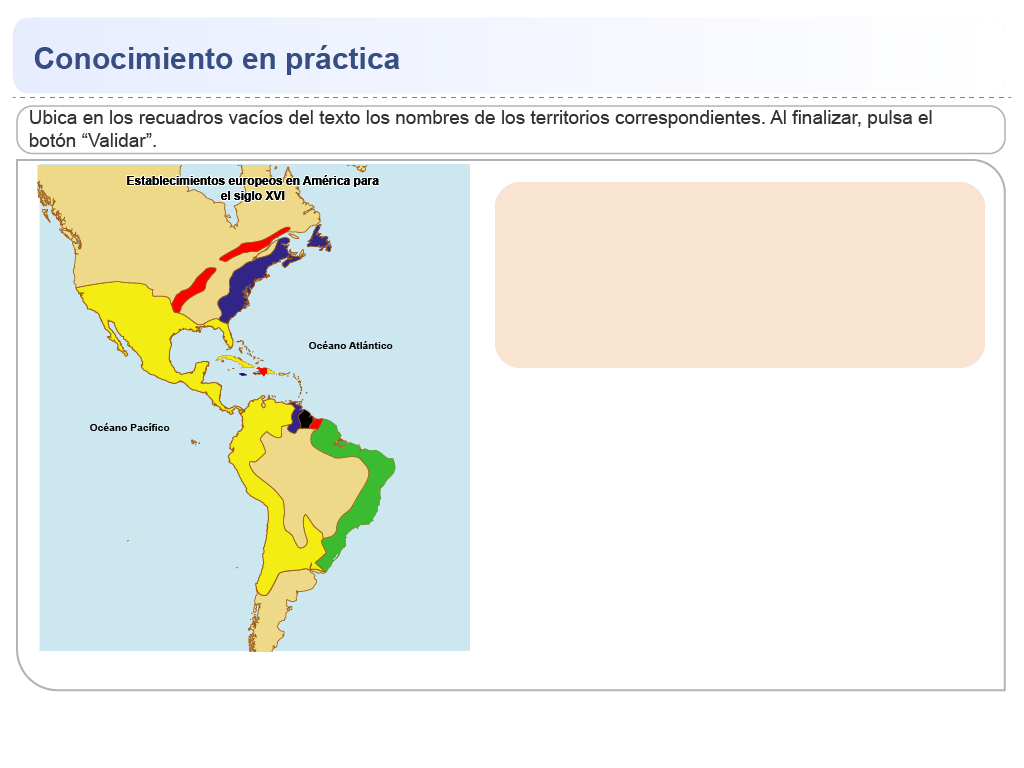 Conocimiento en práctica
Ubica en los recuadros vacíos del texto los nombres de los territorios correspondientes. Al finalizar, pulsa el
botón “Validar”.
Establecimientos europeos en América para
el siglo XVI
Océano Atlántico
Océano Pacífico